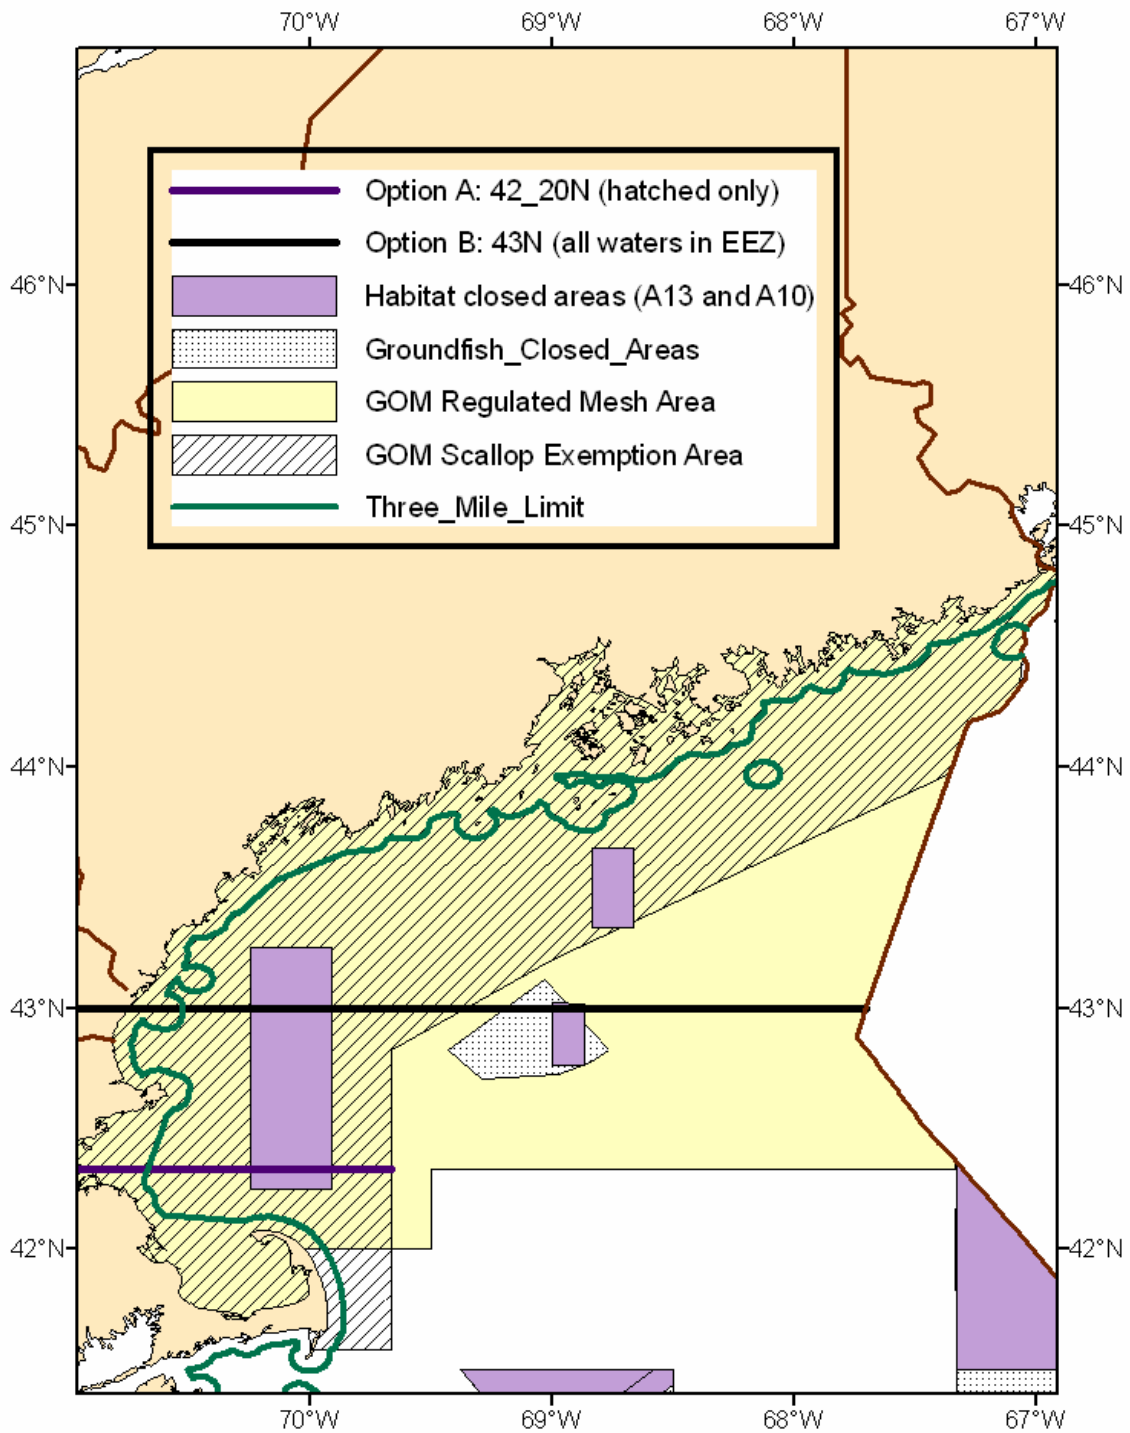 70°W 69°W 68°W 67°W
Option A: 42_20N (hatched only)
Option B: 43N (all waters in EEZ)
46°N 46°N
Habitat closed areas (A13 and A10)
Groundfish_Closed_Areas
GOM Regulated Mesh Area
GOM Scallop Exemption Area
Three_Mile_Limit
45°N 45°N
44°N 44°N
43°N 43°N
42°N 42°N
70°W 69°W 68°W 67°W